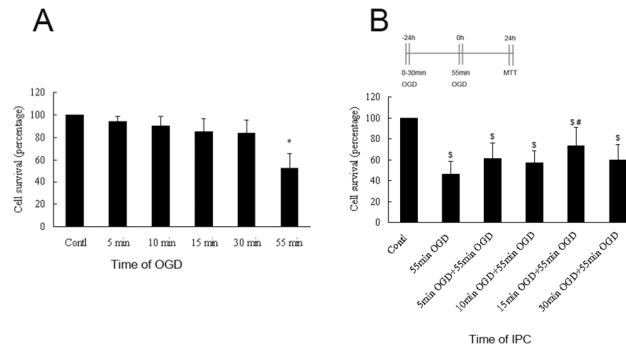 A
120
100
80
60
40
20
0
Cell survival (percentage)
*
Contl 5 min 10 min 15 min 30 min 55 min
Time of OGD
B
-24h 0h 24h
0-30min 55min MTT
OGD OGD
120
100
80
60
40
20
0
Cell survival (percentage)
$ $ $ $ # $
Contl
55min OGD
5min OGD+55min OGD
10min OGD+55min OGD
15min OGD+55min OGD
30min OGD+55min OGD
Time of IPC